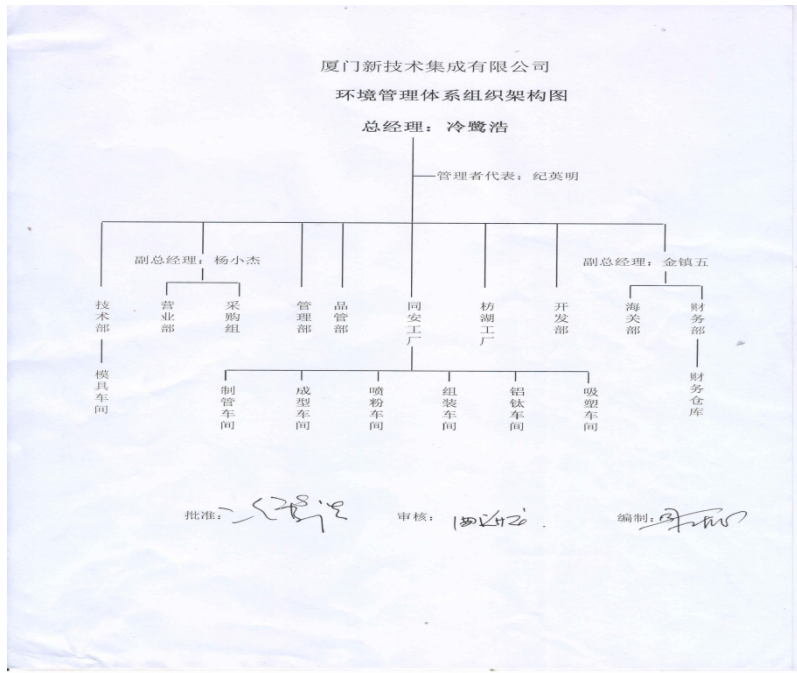 厦门新技术集成有限公司
环境管理体系组织架构图
总经理：冷鹭浩
管理者代表：纪英明
副总经理：杨小杰
副总经理：金镇五
技术部
营业部
采购组
管理部
品管部
同安工厂
枋湖工厂
开发部
海关部
财务部
模具车间
制管车间
成型车间
喷粉车间
组装车间
铝钛车间
吸塑车间
财务仓库
批准：
审核：
编制：